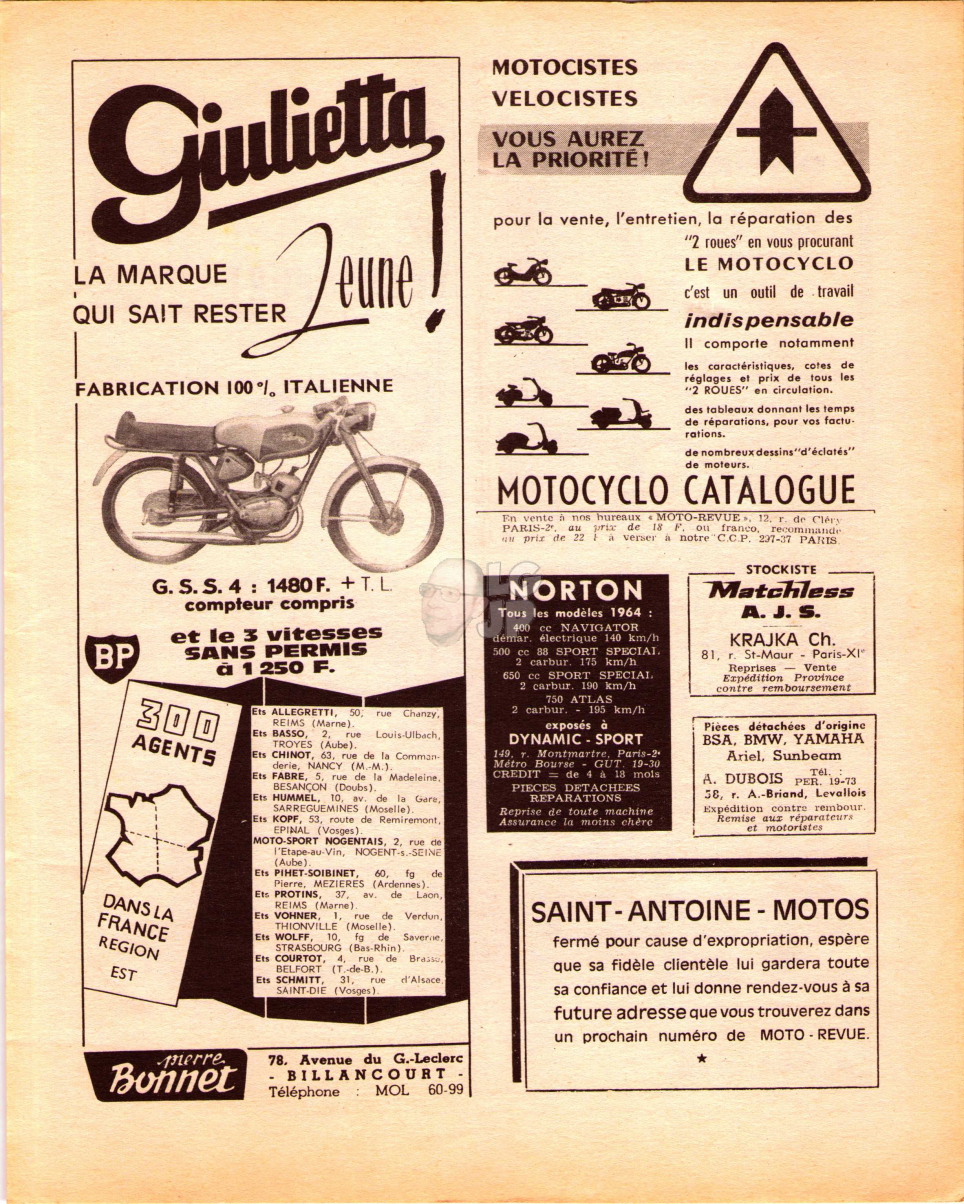 Giulietta
LA MARQUE
QUI SAIT RESTER
Jeune !
FABRICATION 100 % ITALIENNE
G. S. S. 4 : 1480 F. + T. L.
compteur compris
et le 3 vitesses
SANS PERMIS
à 1 250 F.
BP
300
AGENTS
DANS LA
FRANCE
REGION
EST
Ets ALLEGRETTI, 50, rue Chanzy,
REIMS (Marne).
Ets BASSO, 2, rue Louis-Ulbach,
TROYES (Aube).
Ets CHINOT, 63, rue de la Comman-
derie, NANCY (M.-M.).
Ets FABRE, 5, rue de la Madeleine,
BESANÇON (Doubs).
Ets HUMMEL, 10, av. de la Gare,
SARREGUEMINES (Moselle).
Ets KOPF, 53, route de Remiremont,
EPINAL (Vosges).
MOTO-SPORT NOGENTAIS, 2, rue de
l'Etape-au-Vin, NOGENT-s.-SEINE
(Aube).
Ets PIHET-SOIBINET, 60, fg de
Pierre, MEZIERES (Ardennes).
Ets PROTINS, 37, av. de Laon,
REIMS (Marne).
Ets VOHNER, 1, rue de Verdun,
THIONVILLE (Moselle).
Ets WOLFF, 10, fg de Saverne,
STRASBOURG (Bas-Rhin).
Ets COURTOT, 4, rue de Brasse,
BELFORT (T.-de-B.).
Ets SCHMITT, 31, rue d'Alsace,
SAINT-DIE (Vosges).
pierre
Bonnet
78, Avenue du G.-Leclerc
- BILLANCOURT -
Téléphone : MOL 60-99
MOTOCISTES
VELOCISTES
VOUS AUREZ
LA PRIORITÉ !
pour la vente, l'entretien, la réparation des
"2 roues" en vous procurant
LE MOTOCYCLO
c'est un outil de travail
indispensable
Il comporte notamment
les caractéristiques, cotes de
réglages et prix de tous les
"2 ROUES" en circulation.
des tableaux donnant les temps
de réparations, pour vos factu-
rations.
de nombreux dessins "d'éclatés"
de moteurs.
MOTOCYCLO CATALOGUE
En vente à nos bureaux « MOTO-REVUE », 12, r. de Cléry
PARIS-2e, au prix de 18 F. ou franco, recommandé
au prix de 22 F à verser à notre C.C.P. 297-37 PARIS
NORTON
Tous les modèles 1964 :
400 cc NAVIGATOR
démar. électrique 140 km/h
500 cc 88 SPORT SPECIAL
2 carbur. 175 km/h
650 cc SPORT SPECIAL
2 carbur. 190 km/h
750 ATLAS
2 carbur. - 195 km/h
exposés à
DYNAMIC - SPORT
149, r. Montmartre, Paris-2e
Métro Bourse - GUT. 19-30
CREDIT = de 4 à 18 mois
PIECES DETACHEES
REPARATIONS
Reprise de toute machine
Assurance la moins chère
STOCKISTE
Matchless
A. J. S.
KRAJKA Ch.
81, r. St-Maur - Paris-XIe
Reprises — Vente
Expédition Province
contre remboursement
Pièces détachées d'origine
BSA, BMW, YAMAHA
Ariel, Sunbeam
A. DUBOIS Tél. : PER. 19-73
58, r. A.-Briand, Levallois
Expédition contre rembour.
Remise aux réparateurs
et motoristes
SAINT-ANTOINE-MOTOS
fermé pour cause d'expropriation, espère
que sa fidèle clientèle lui gardera toute
sa confiance et lui donne rendez-vous à sa
future adresse que vous trouverez dans
un prochain numéro de MOTO-REVUE.